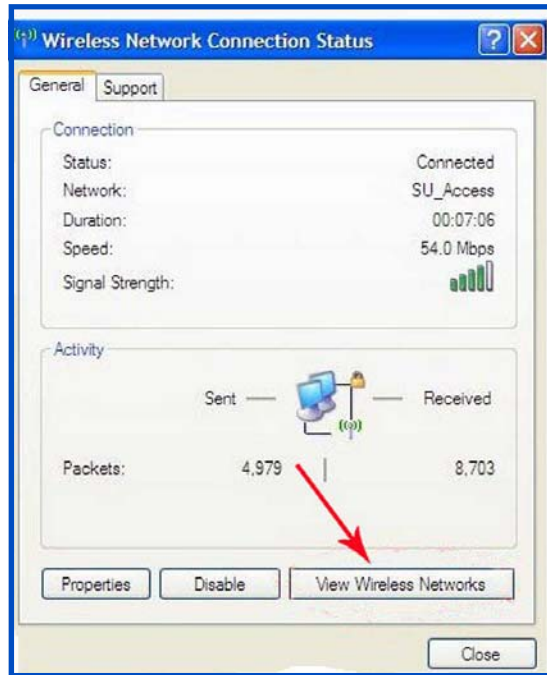 Wireless Network Connection Status
General Support
Connection
Status: Connected
Network: SU_Access
Duration: 00:07:06
Speed: 54.0 Mbps
Signal Strength:
Activity
Sent Received
Packets: 4,979 8,703
Properties Disable View Wireless Networks
Close